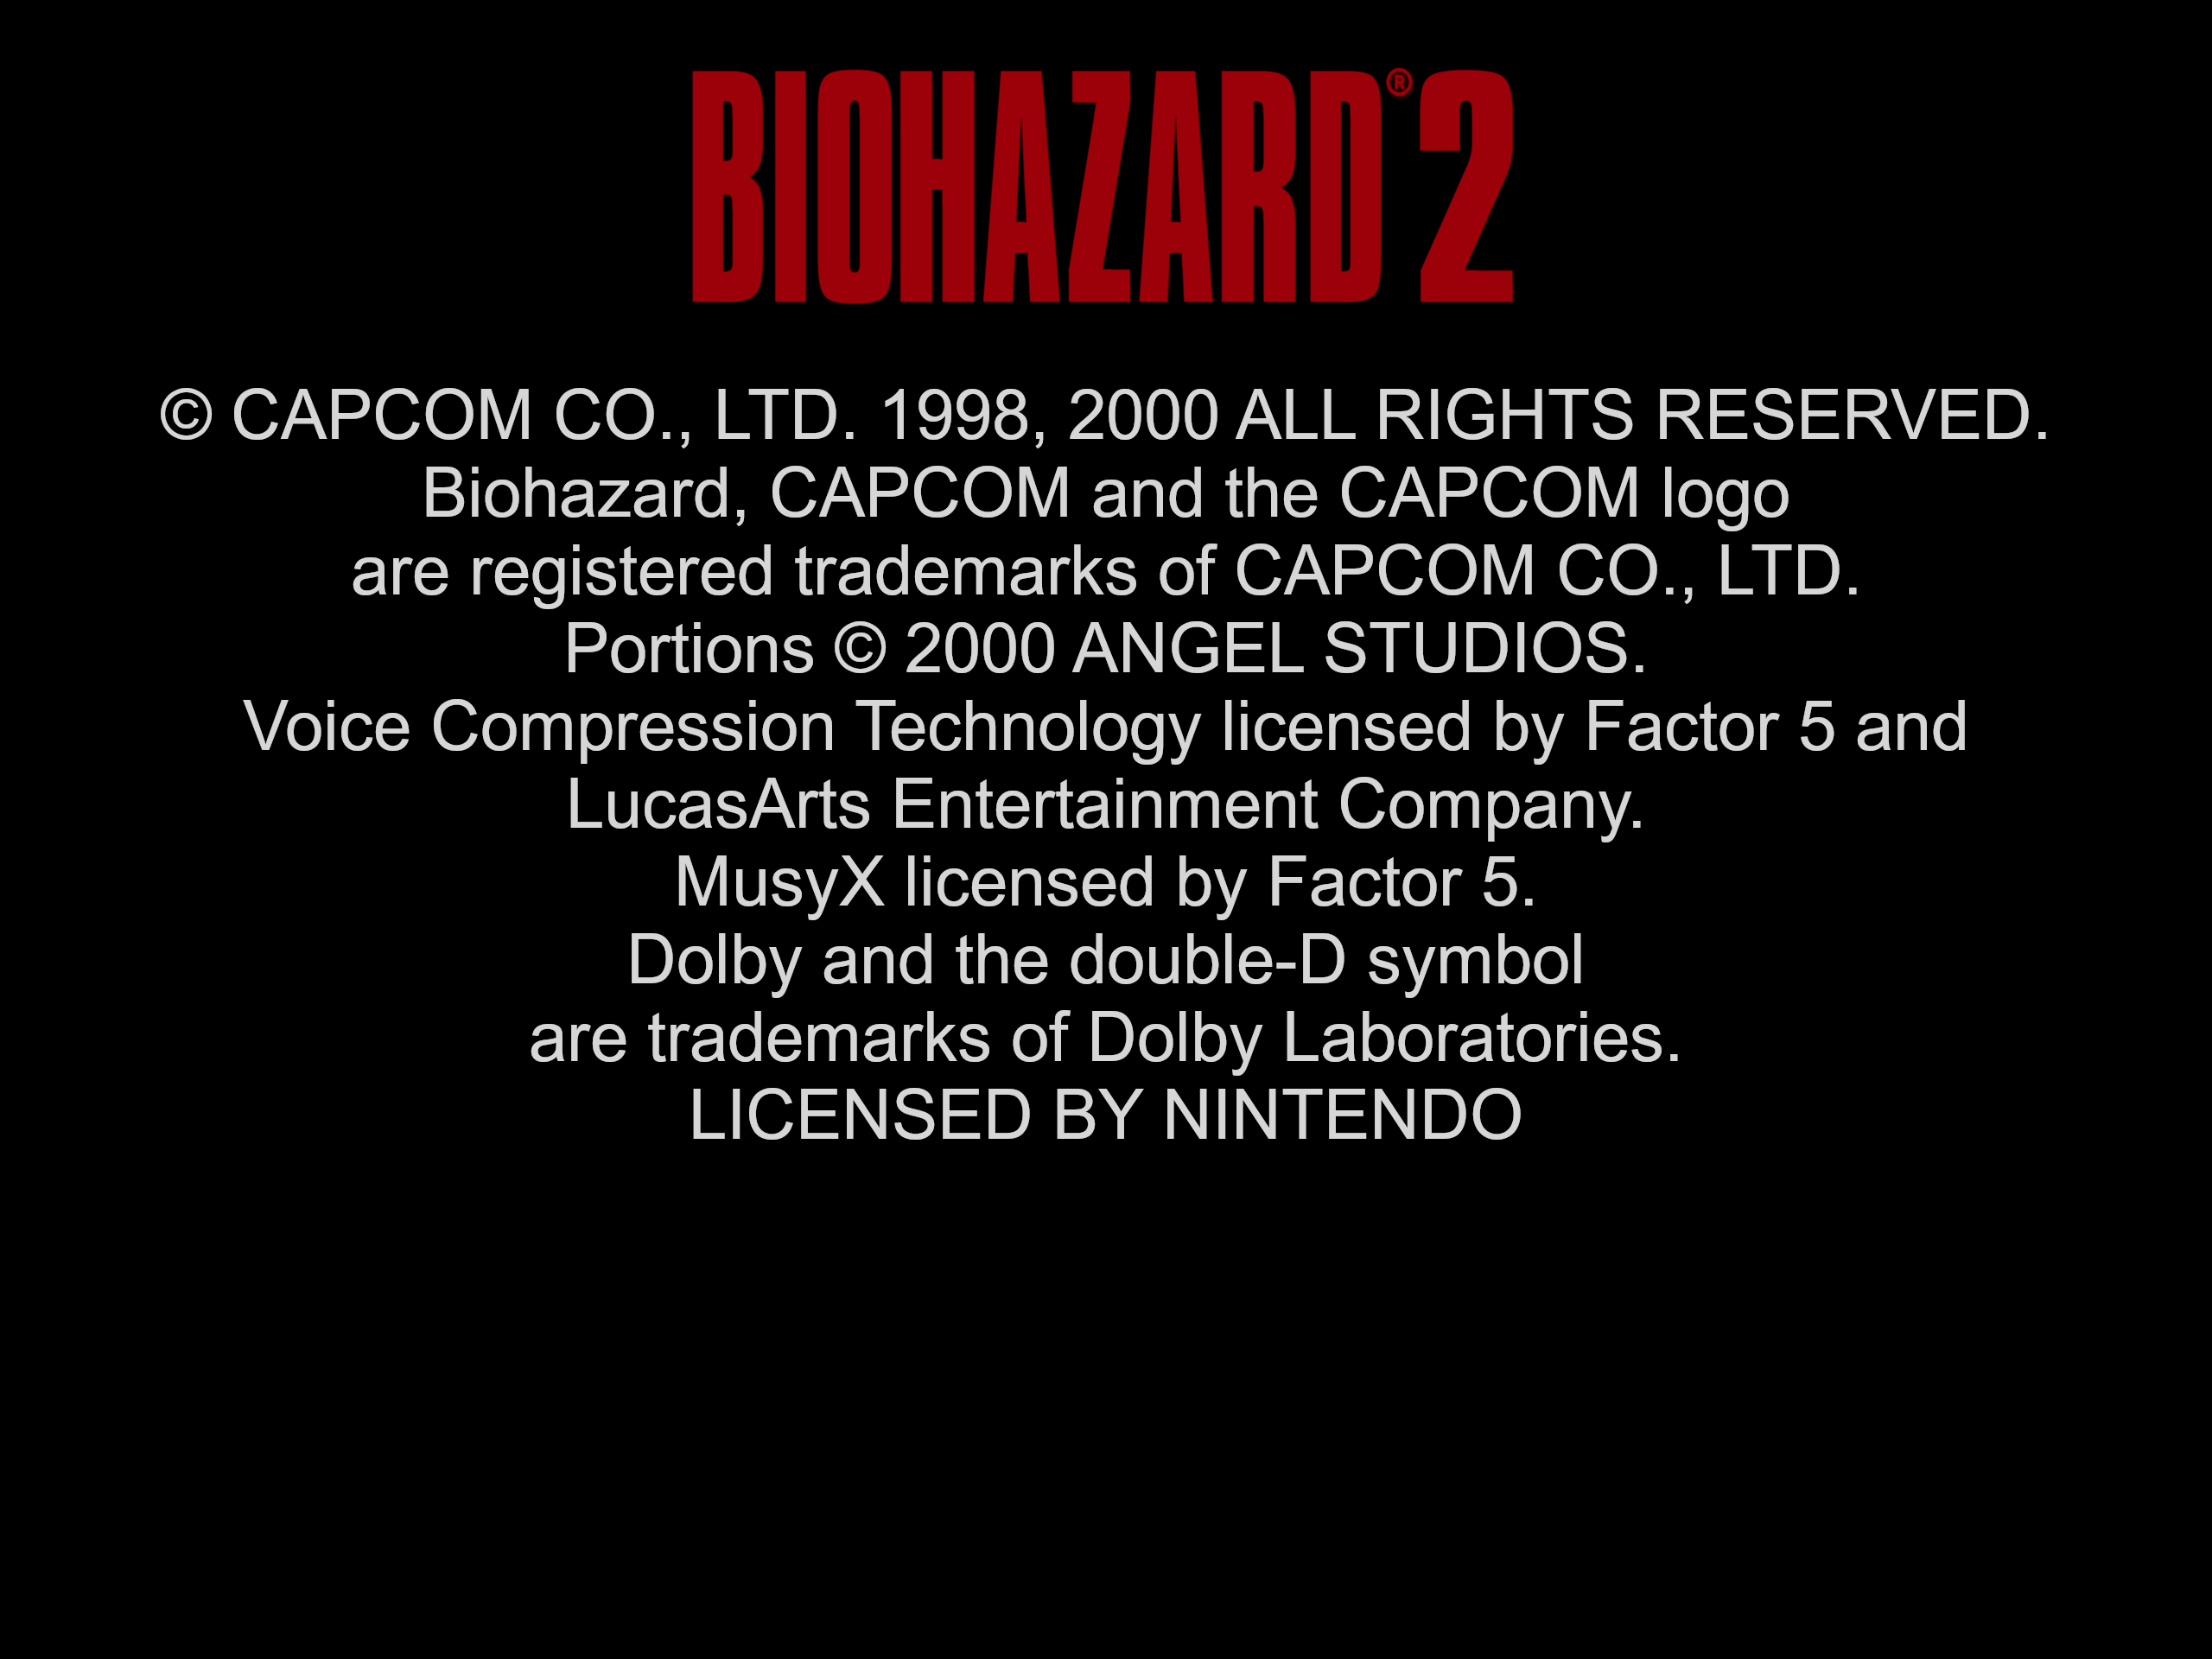 BIOHAZARD®2
© CAPCOM CO., LTD. 1998, 2000 ALL RIGHTS RESERVED.
Biohazard, CAPCOM and the CAPCOM logo
are registered trademarks of CAPCOM CO., LTD.
Portions © 2000 ANGEL STUDIOS.
Voice Compression Technology licensed by Factor 5 and
LucasArts Entertainment Company.
MusyX licensed by Factor 5.
Dolby and the double-D symbol
are trademarks of Dolby Laboratories.
LICENSED BY NINTENDO